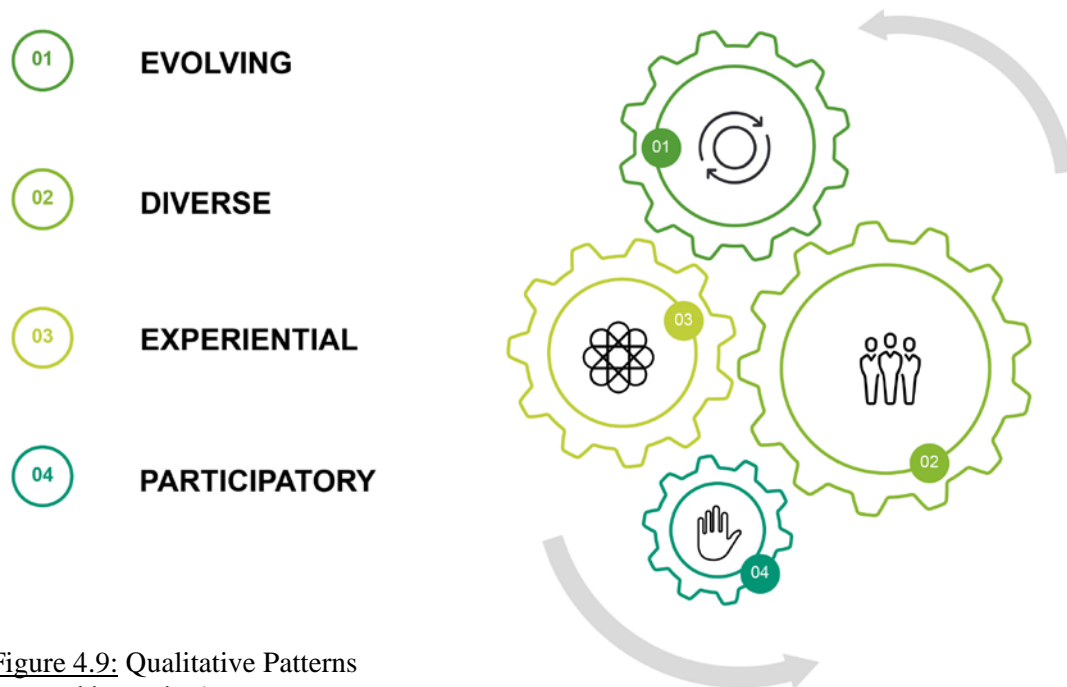 01 EVOLVING
02 DIVERSE
03 EXPERIENTIAL
04 PARTICIPATORY
01
03
02
04
Figure 4.9: Qualitative Patterns